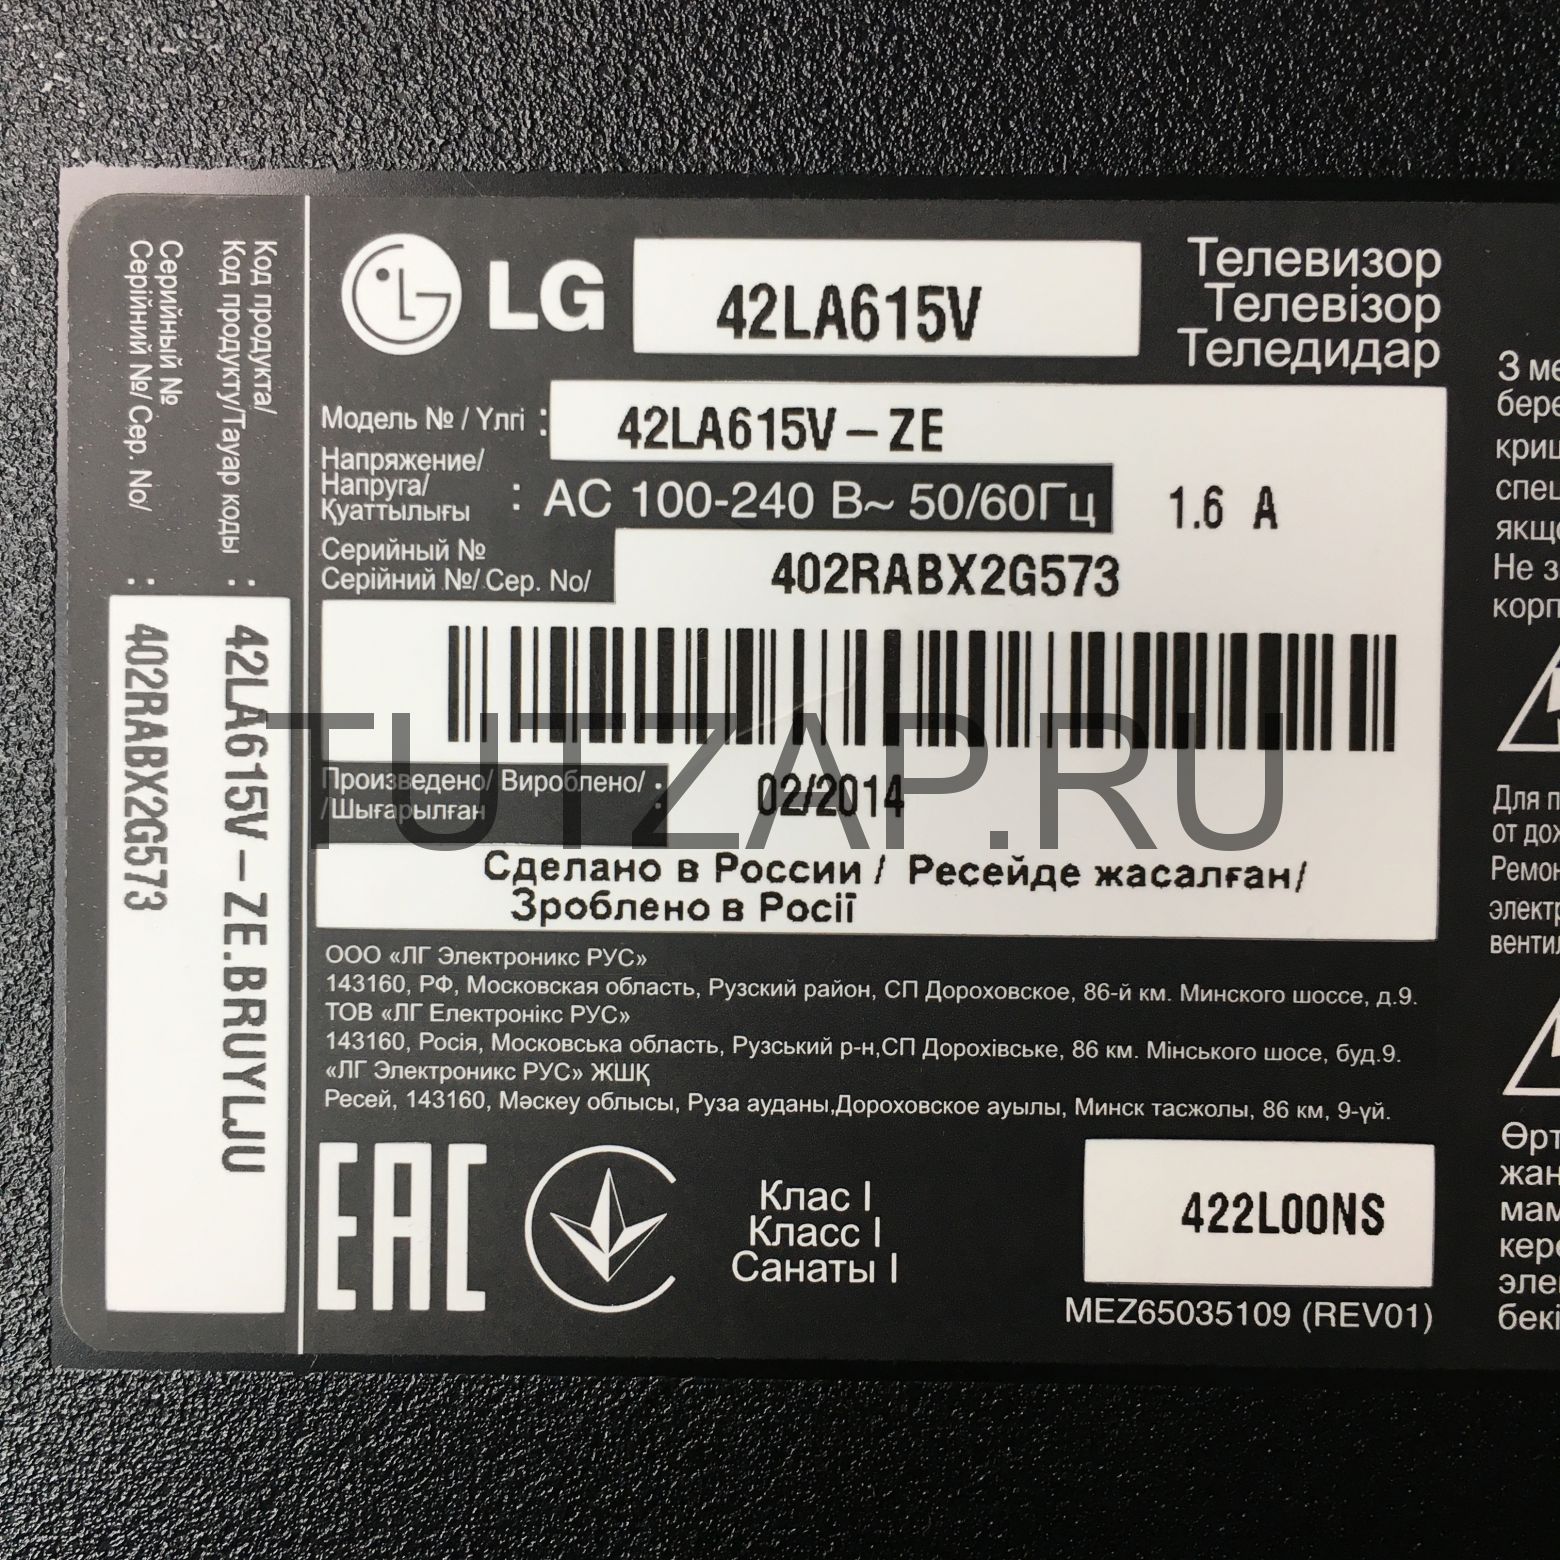 Код продукта/
Код продукту/Тауар коды :
42LA615V-ZE.BRUYLJU
Серийный №
Серійний №/ Сер. No/ :
402RABX2G573
LG
42LA615V
Телевизор
Телевізор
Теледидар
Модель № / Үлгі :
42LA615V-ZE
Напряжение/
Напруга/
Қуаттылығы
: AC 100-240 В~ 50/60Гц
1.6 A
Серийный №
Серійний №/ Сер. No/
402RABX2G573
TUTZAP.RU
Произведено/ Вироблено/ :
/Шығарылған
02/2014
Сделано в России / Ресейде жасалған/
Зроблено в Росії
ООО «ЛГ Электроникс РУС»
143160, РФ, Московская область, Рузский район, СП Дороховское, 86-й км. Минского шоссе, д.9.
ТОВ «ЛГ Електронікс РУС»
143160, Росія, Московська область, Рузський р-н,СП Дорохівське, 86 км. Мінського шосе, буд.9.
«ЛГ Электроникс РУС» ЖШҚ
Ресей, 143160, Мәскеу облысы, Руза ауданы,Дороховское ауылы, Минск тасжолы, 86 км, 9-үй.
EAC
Клас I
Класс I
Санаты I
422L00NS
MEZ65035109 (REV01)
З
Не
Для
от